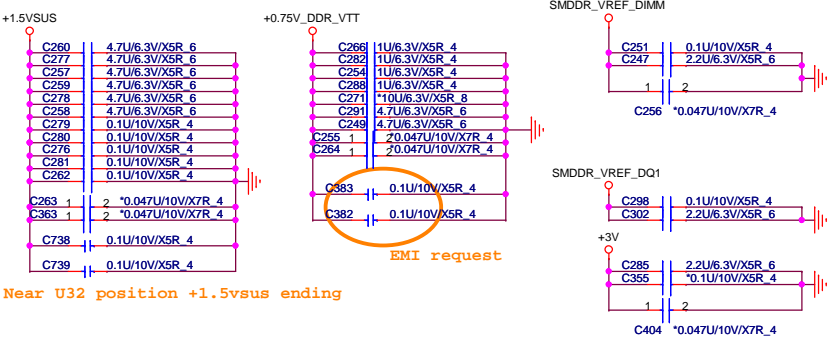 +1.5VSUS
C260 4.7U/6.3V/X5R_6
C277 4.7U/6.3V/X5R_6
C257 4.7U/6.3V/X5R_6
C259 4.7U/6.3V/X5R_6
C278 4.7U/6.3V/X5R_6
C258 4.7U/6.3V/X5R_6
C279 0.1U/10V/X5R_4
C280 0.1U/10V/X5R_4
C276 0.1U/10V/X5R_4
C281 0.1U/10V/X5R_4
C262 0.1U/10V/X5R_4
C263 1 2 *0.047U/10V/X7R_4
C363 1 2 *0.047U/10V/X7R_4
C738 0.1U/10V/X5R_4
C739 0.1U/10V/X5R_4
Near U32 position +1.5vsus ending
+0.75V_DDR_VTT
C266 1U/6.3V/X5R_4
C282 1U/6.3V/X5R_4
C254 1U/6.3V/X5R_4
C288 1U/6.3V/X5R_4
C271 *10U/6.3V/X5R_8
C291 4.7U/6.3V/X5R_6
C249 4.7U/6.3V/X5R_6
C255 1 2 *0.047U/10V/X7R_4
C264 1 2 *0.047U/10V/X7R_4
C383 0.1U/10V/X5R_4
C382 0.1U/10V/X5R_4
EMI request
SMDDR_VREF_DIMM
C251 0.1U/10V/X5R_4
C247 2.2U/6.3V/X5R_6
1 2
C256 *0.047U/10V/X7R_4
SMDDR_VREF_DQ1
C298 0.1U/10V/X5R_4
C302 2.2U/6.3V/X5R_6
+3V
C285 2.2U/6.3V/X5R_6
C355 *0.1U/10V/X5R_4
1 2
C404 *0.047U/10V/X7R_4